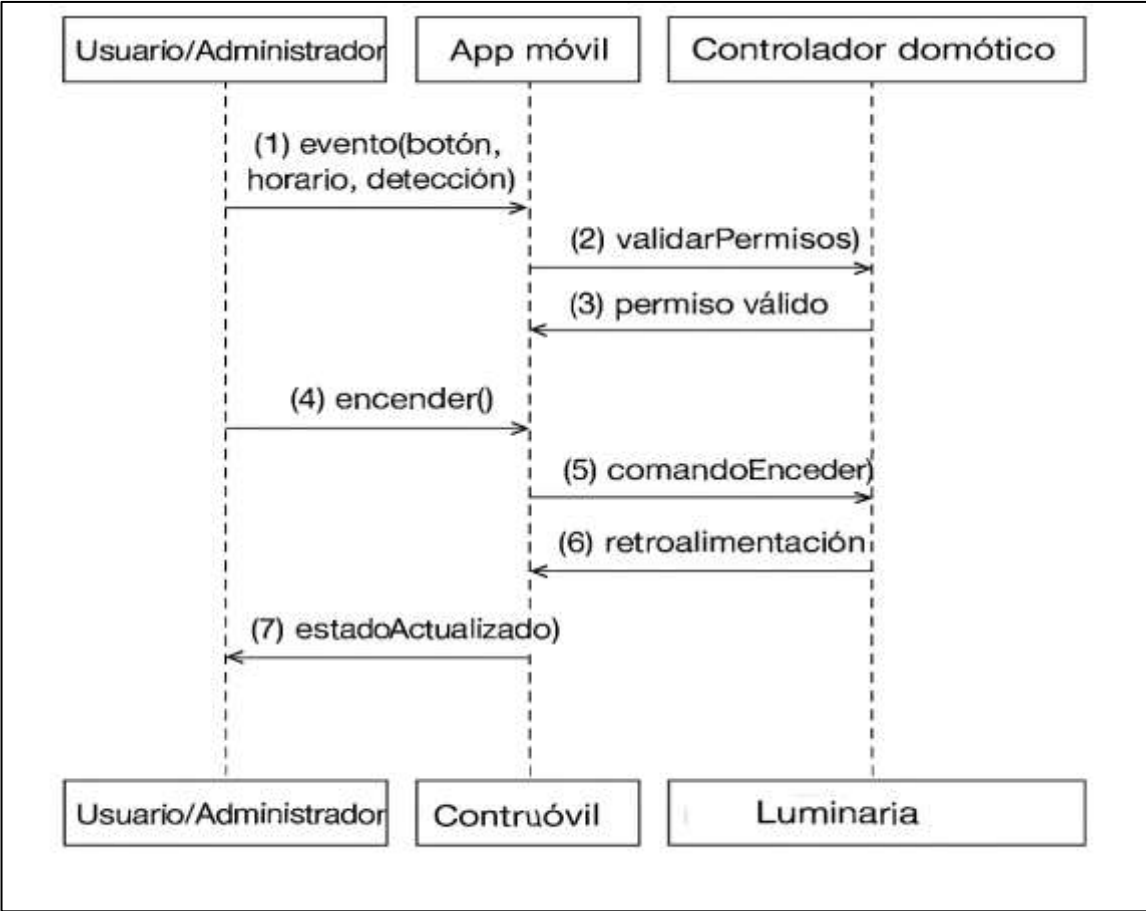 Usuario/Administrador
App móvil
Controlador domótico
(1) evento(botón,
horario, detección)
(2) validarPermisos)
(3) permiso válido
(4) encender()
(5) comandoEnceder)
(6) retroalimentación
(7) estadoActualizado)
Usuario/Administrador
Contruóvil
Luminaria